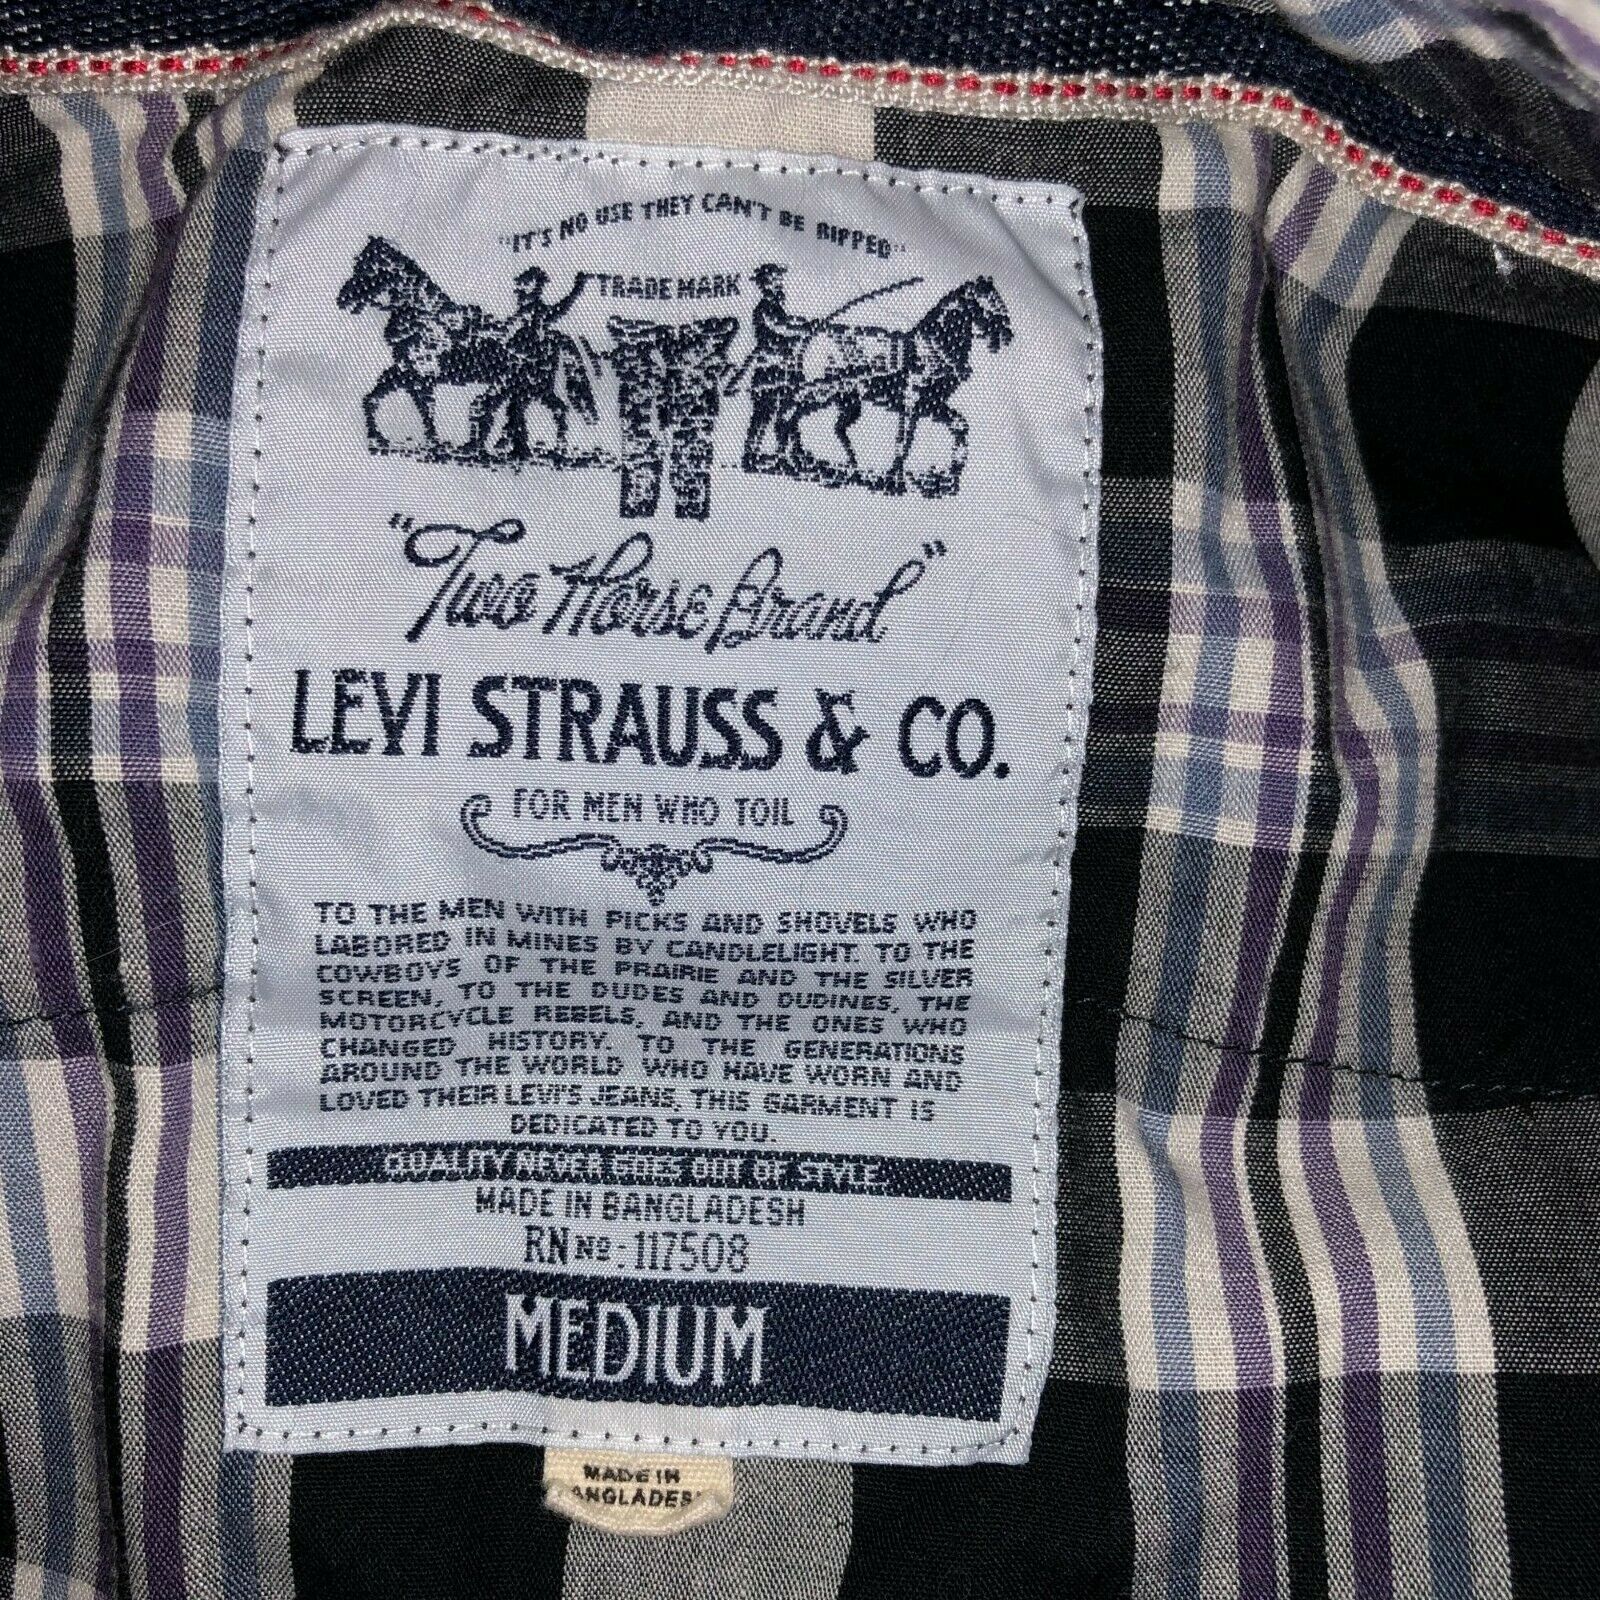 "IT'S NO USE THEY CAN'T BE RIPPED"
TRADE MARK
"Two Horse Brand"
LEVI STRAUSS & CO.
FOR MEN WHO TOIL
TO THE MEN WITH PICKS AND SHOVELS WHO
LABORED IN MINES BY CANDLELIGHT. TO THE
COWBOYS OF THE PRAIRIE AND THE SILVER
SCREEN, TO THE DUDES AND DUDINES, THE
MOTORCYCLE REBELS, AND THE ONES WHO
CHANGED HISTORY. TO THE GENERATIONS
AROUND THE WORLD WHO HAVE WORN AND
LOVED THEIR LEVI'S JEANS, THIS GARMENT IS
DEDICATED TO YOU.
QUALITY NEVER GOES OUT OF STYLE
MADE IN BANGLADESH
RN No: 117508
MEDIUM
MADE IN
ANGLADES